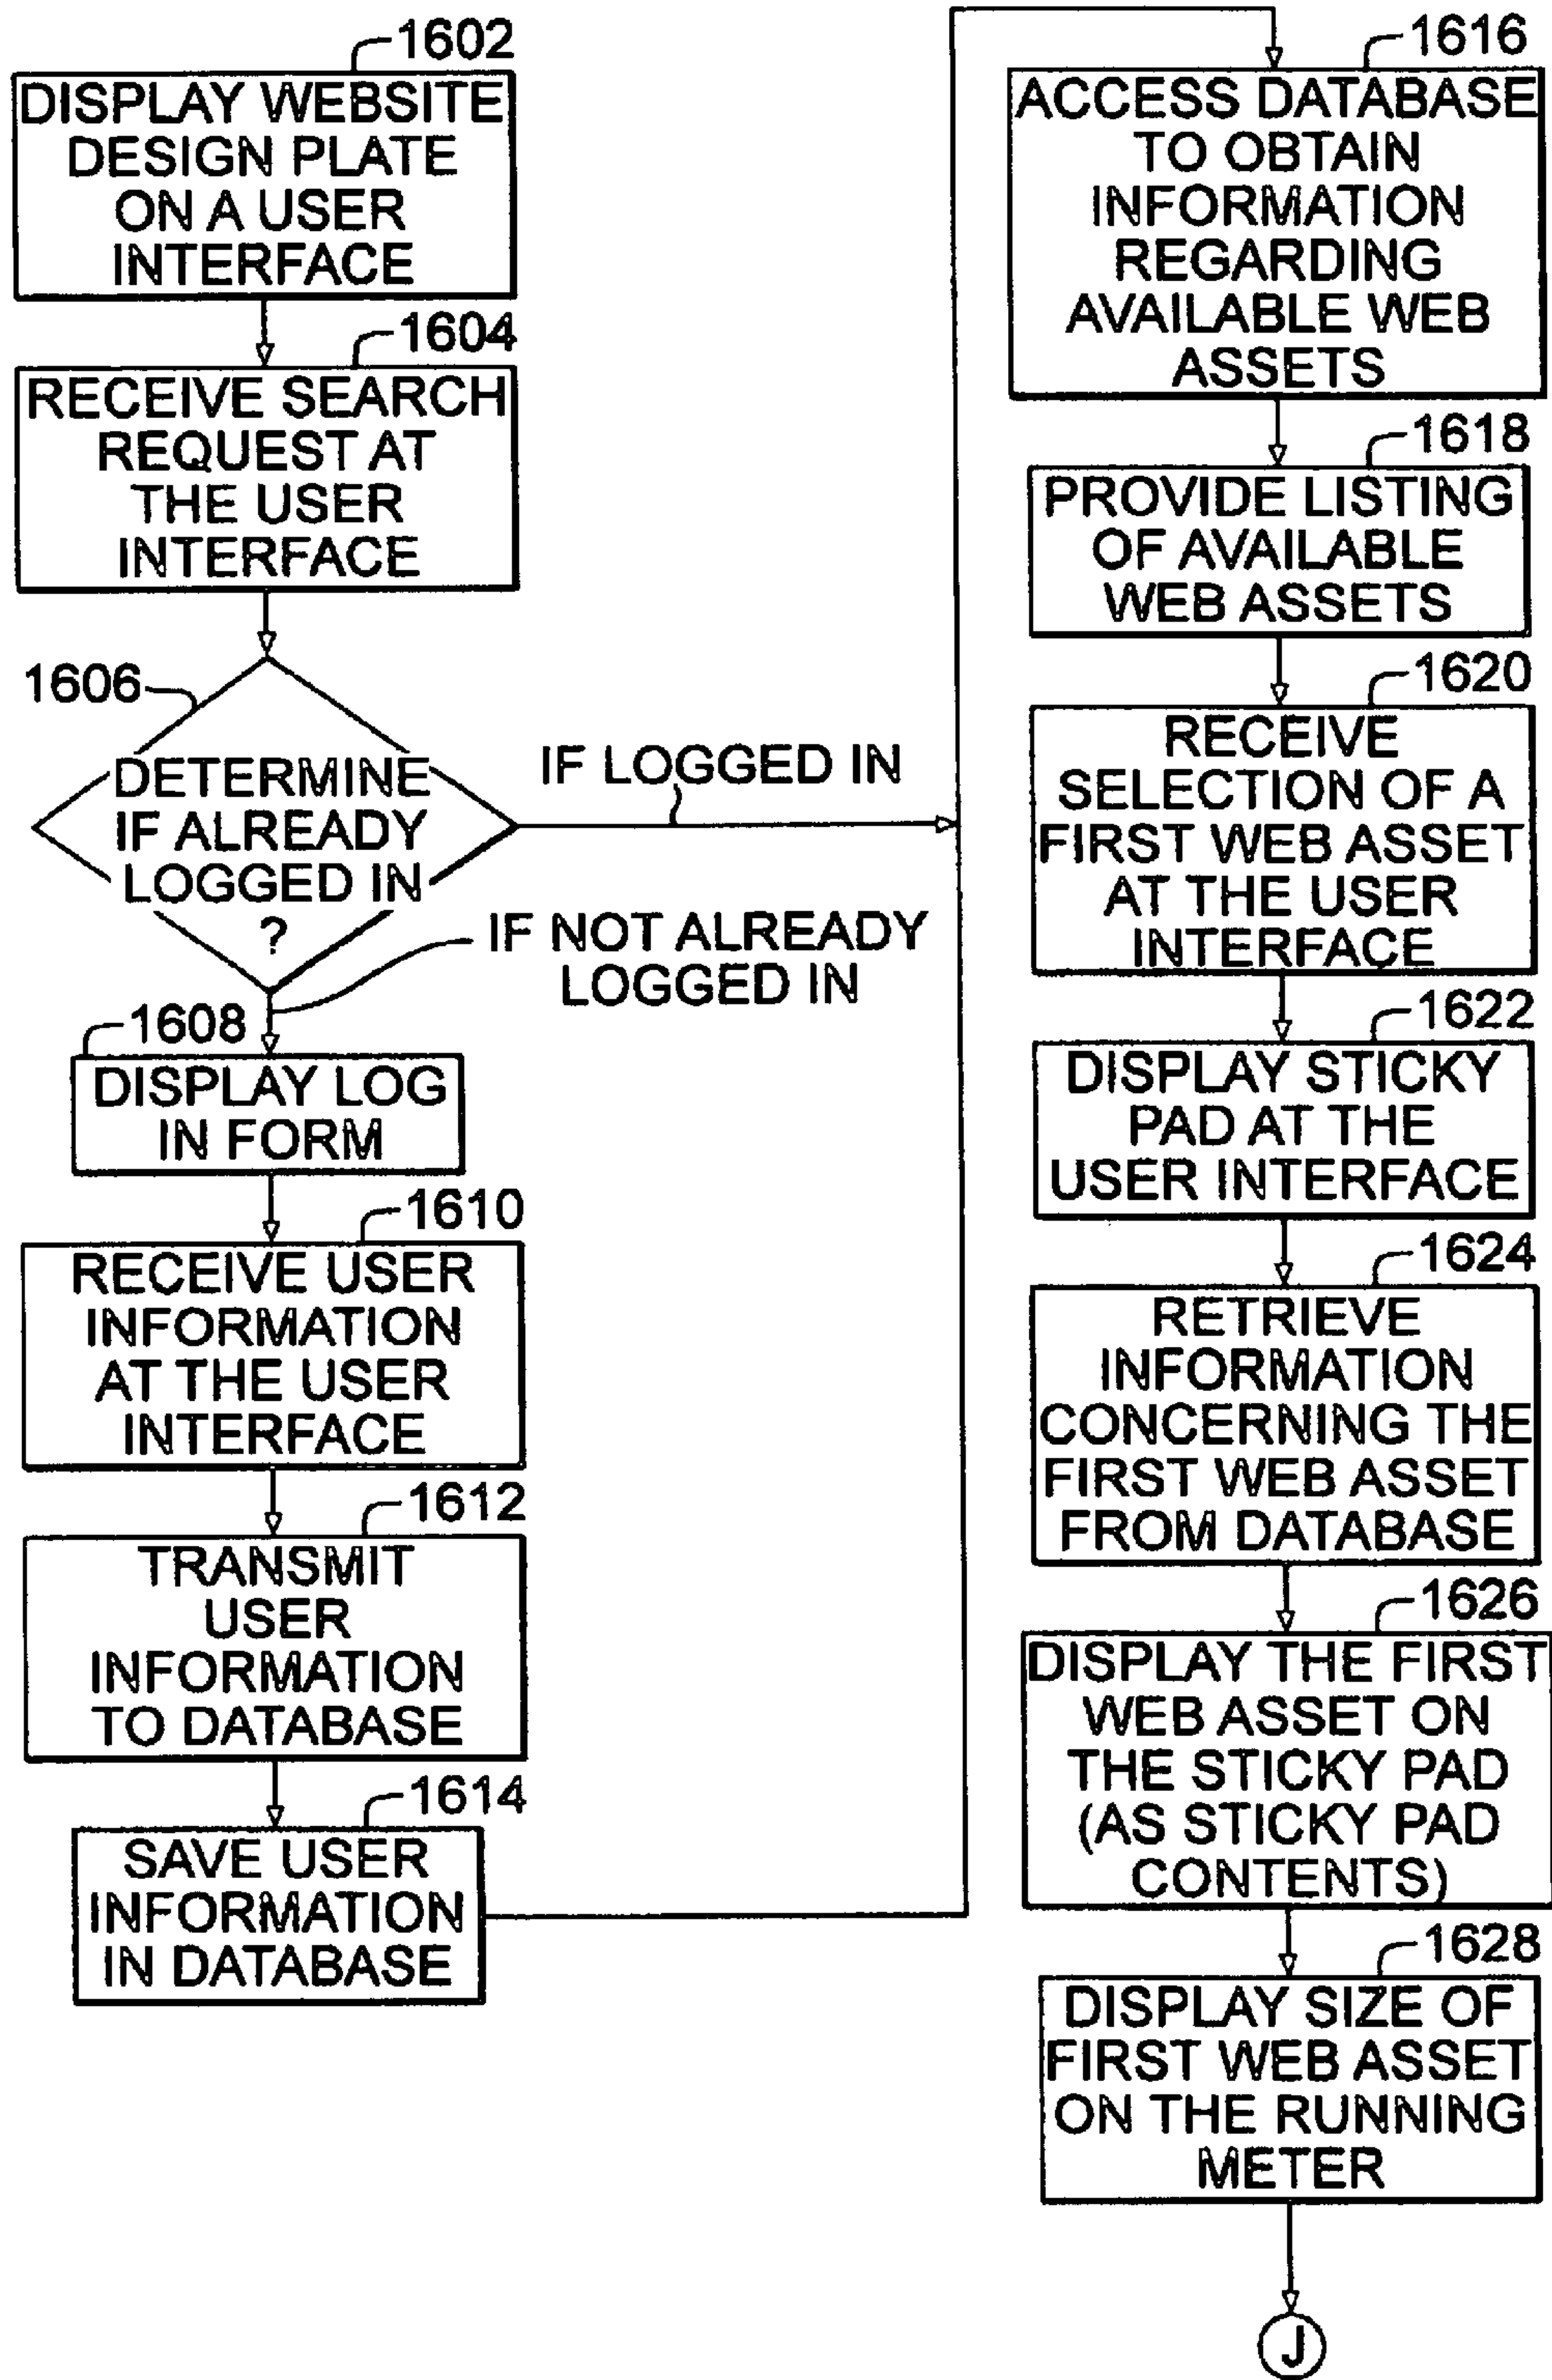 1602
DISPLAY WEBSITE
DESIGN PLATE
ON A USER
INTERFACE
1604
RECEIVE SEARCH
REQUEST AT
THE USER
INTERFACE
1606
DETERMINE
IF ALREADY
LOGGED IN
?
IF LOGGED IN
IF NOT ALREADY
LOGGED IN
1608
DISPLAY LOG
IN FORM
1610
RECEIVE USER
INFORMATION
AT THE USER
INTERFACE
1612
TRANSMIT
USER
INFORMATION
TO DATABASE
1614
SAVE USER
INFORMATION
IN DATABASE
1616
ACCESS DATABASE
TO OBTAIN
INFORMATION
REGARDING
AVAILABLE WEB
ASSETS
1618
PROVIDE LISTING
OF AVAILABLE
WEB ASSETS
1620
RECEIVE
SELECTION OF A
FIRST WEB ASSET
AT THE USER
INTERFACE
1622
DISPLAY STICKY
PAD AT THE
USER INTERFACE
1624
RETRIEVE
INFORMATION
CONCERNING THE
FIRST WEB ASSET
FROM DATABASE
1626
DISPLAY THE FIRST
WEB ASSET ON
THE STICKY PAD
(AS STICKY PAD
CONTENTS)
1628
DISPLAY SIZE OF
FIRST WEB ASSET
ON THE RUNNING
METER
J